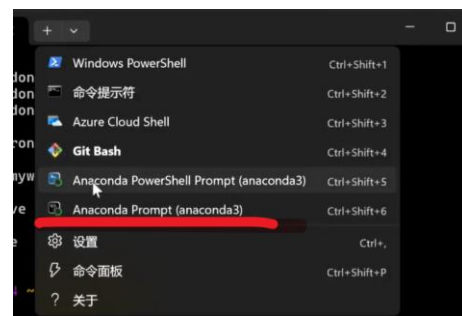 Windows PowerShell Ctrl+Shift+1
命令提示符 Ctrl+Shift+2
Azure Cloud Shell Ctrl+Shift+3
Git Bash Ctrl+Shift+4
Anaconda PowerShell Prompt (anaconda3) Ctrl+Shift+5
Anaconda Prompt (anaconda3) Ctrl+Shift+6
设置 Ctrl+,
命令面板 Ctrl+Shift+P
关于